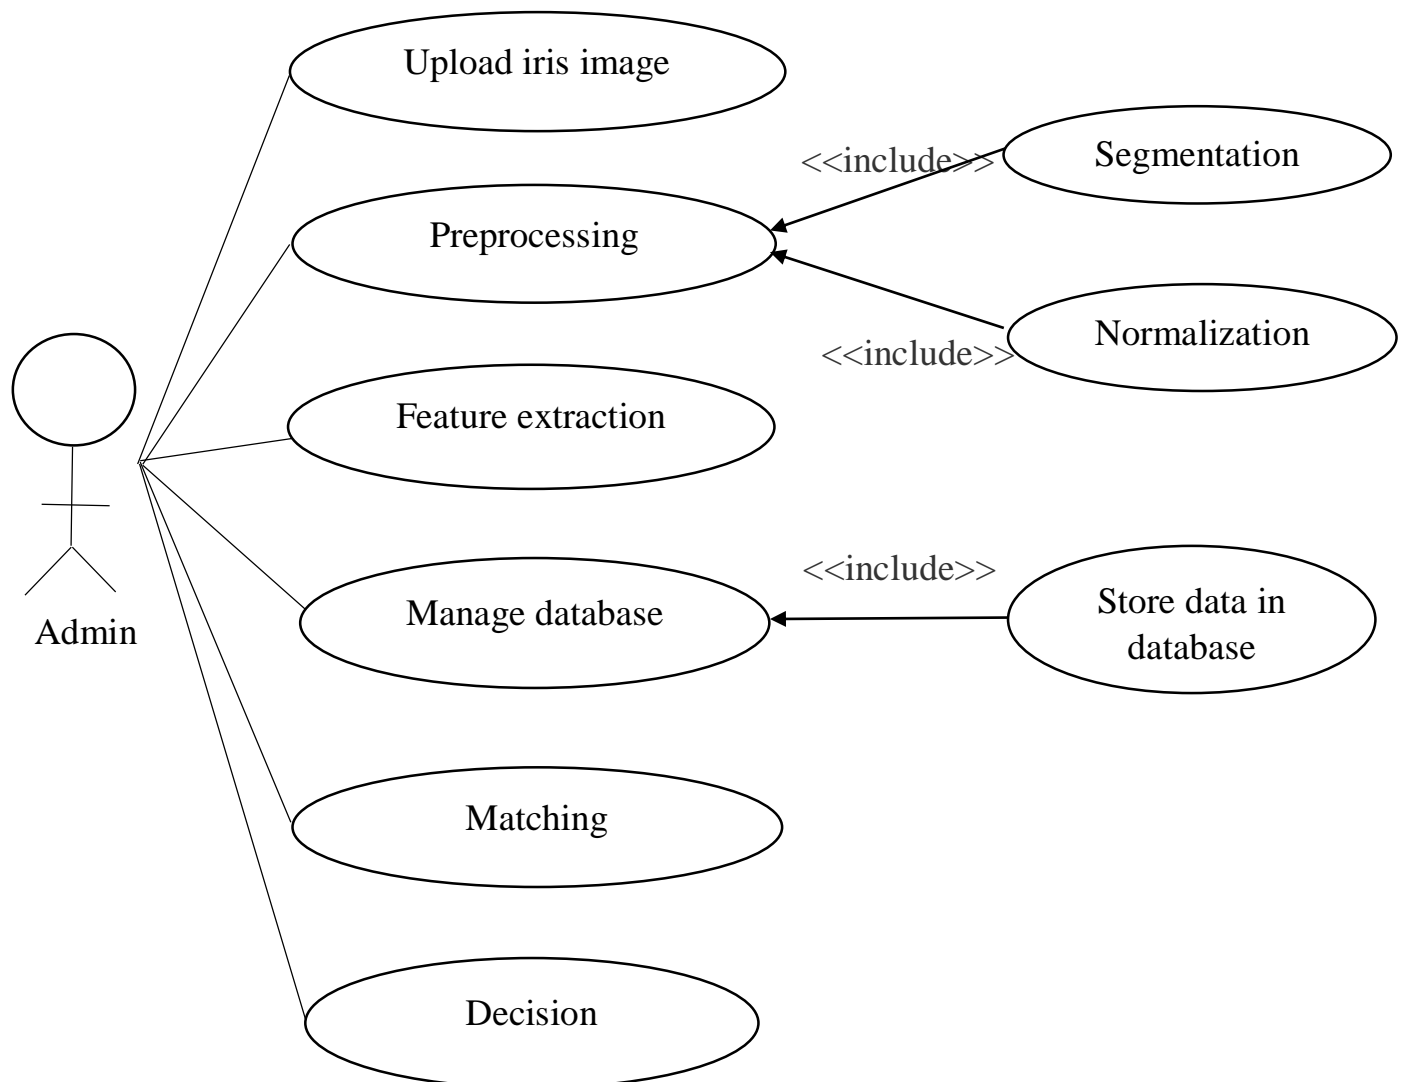 Upload iris image
<<include>>
Segmentation
Preprocessing
Normalization
<<include>>
Feature extraction
<<include>>
Store data in
database
Manage database
Admin
Matching
Decision